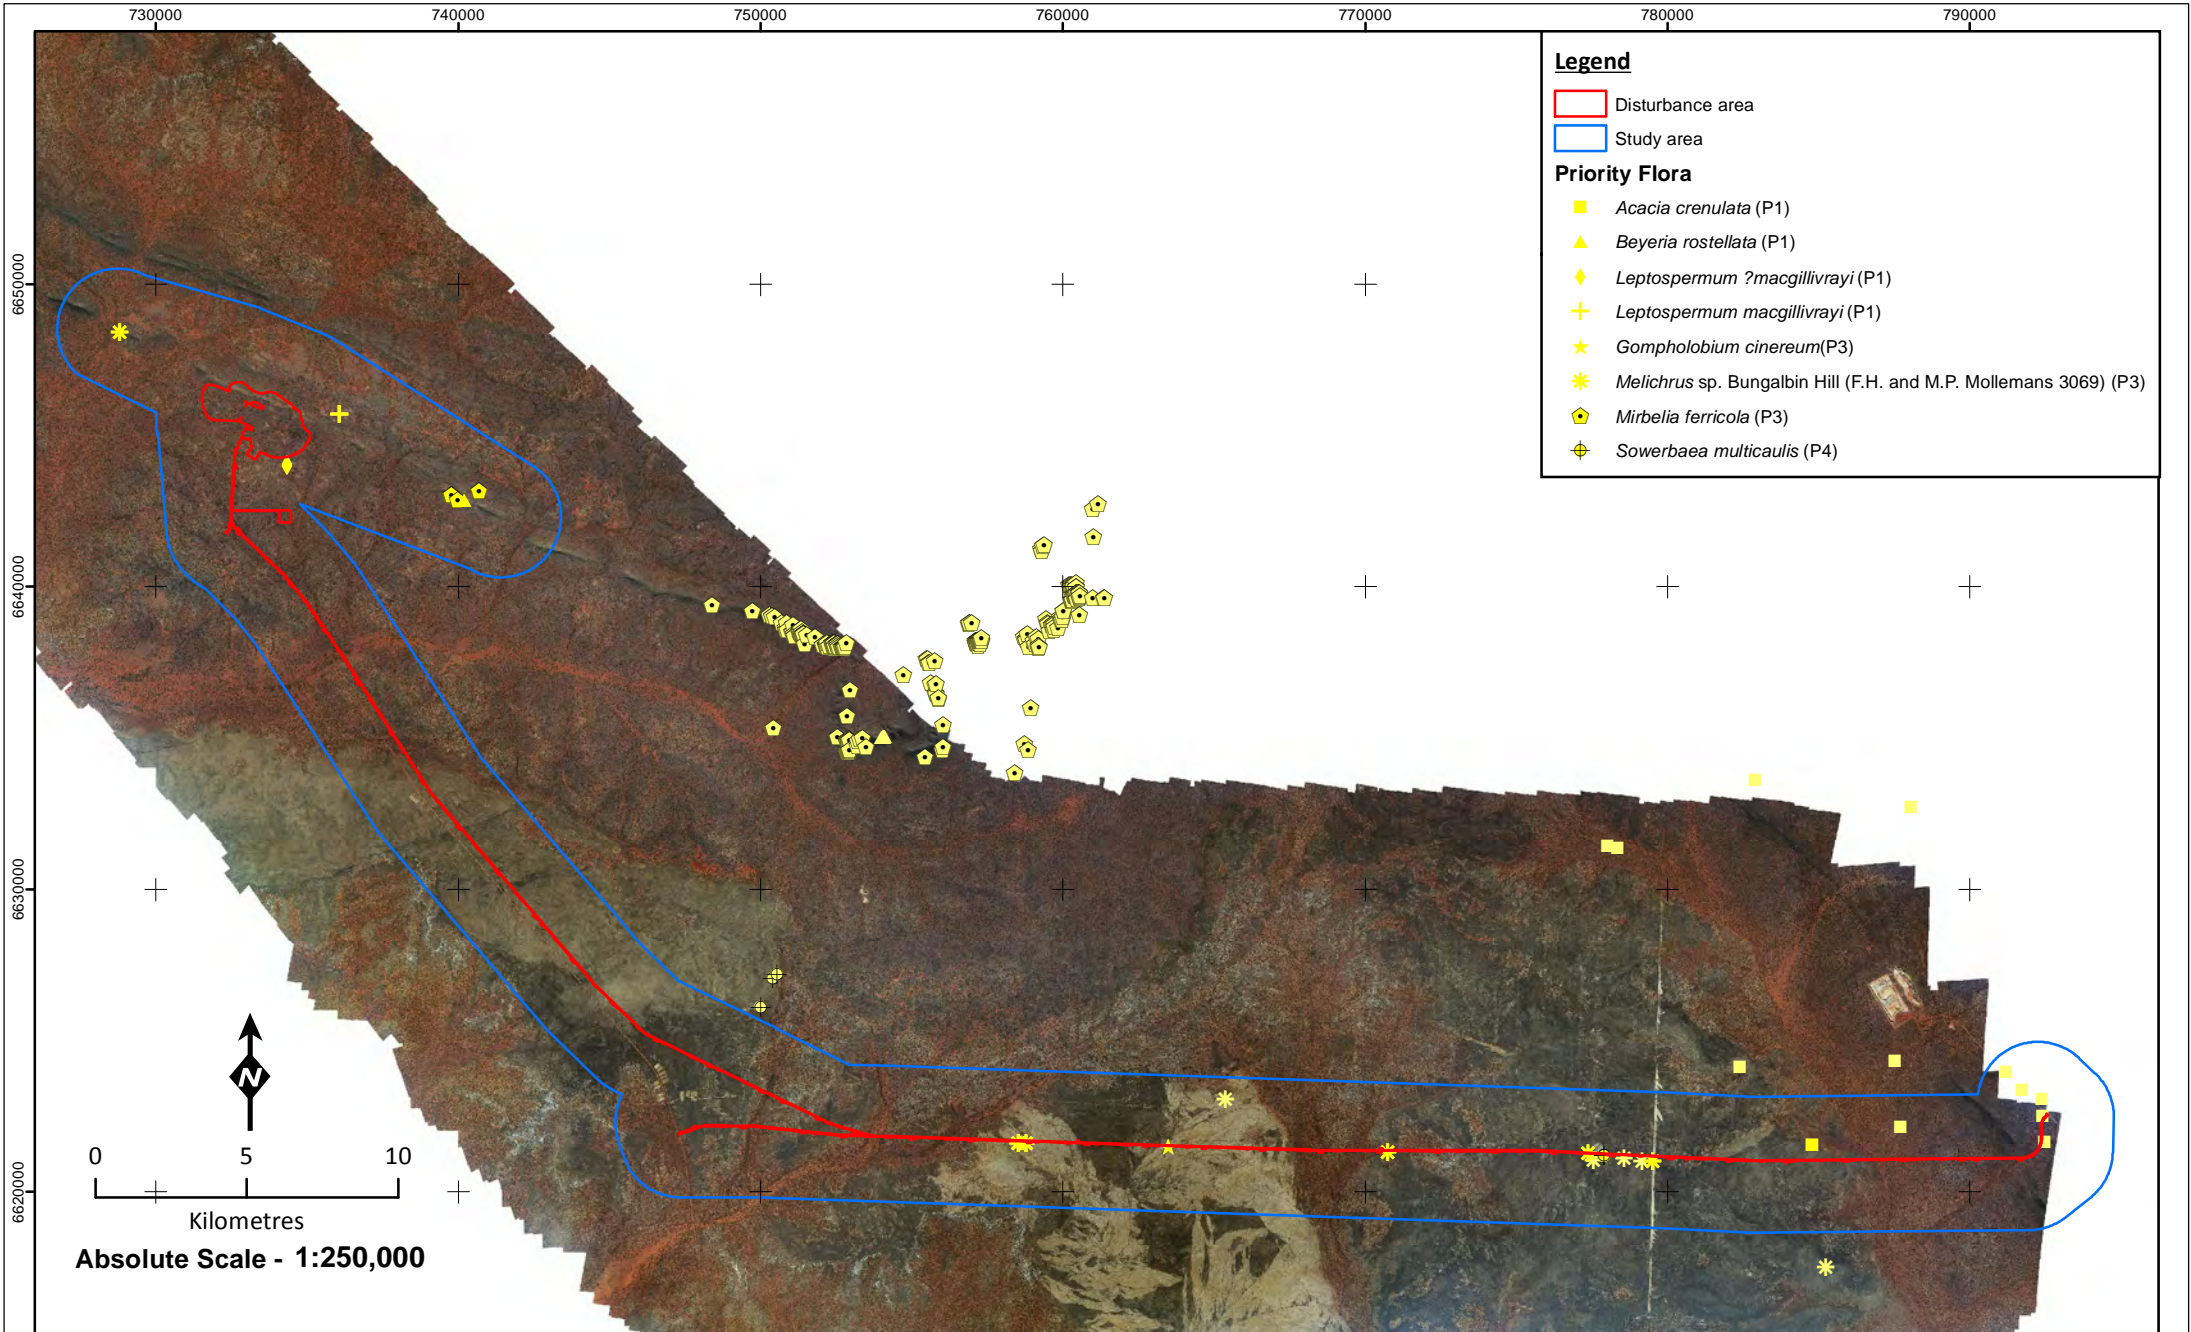 730000 740000 750000 760000 770000 780000 790000
Legend
Disturbance area
Study area
Priority Flora
Acacia crenulata (P1)
Beyeria rostellata (P1)
Leptospermum ?macgillivrayi (P1)
Leptospermum macgillivrayi (P1)
Gompholobium cinereum(P3)
Melichrus sp. Bungalbin Hill (F.H. and M.P. Mollemans 3069) (P3)
Mirbelia ferricola (P3)
Sowerbaea multicaulis (P4)
6650000
6640000
6630000
6620000
N
0 5 10
Kilometres
Absolute Scale - 1:250,000